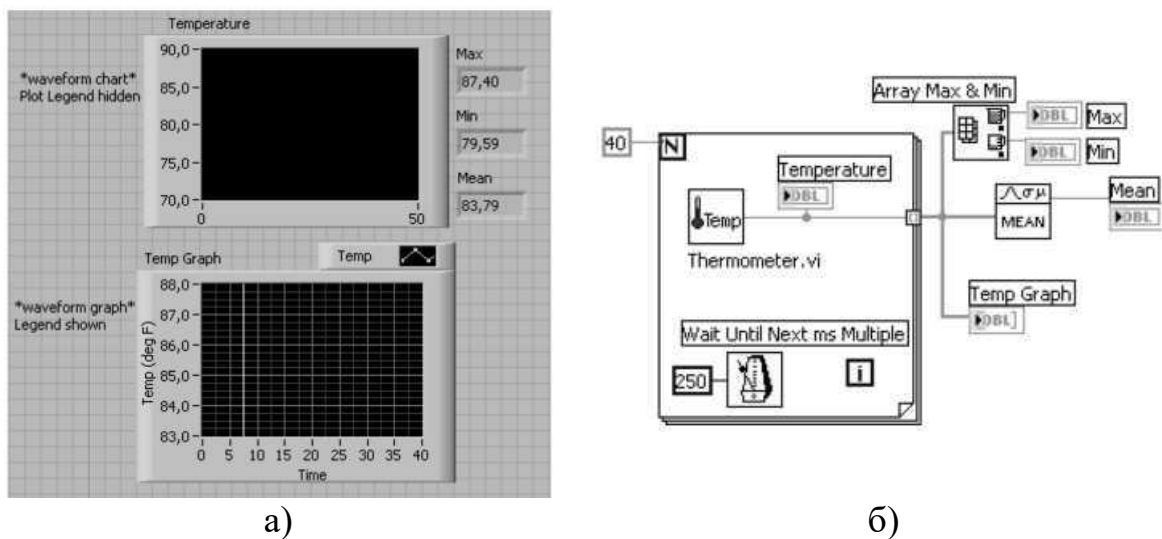 Temperature
90,0
85,0
80,0
75,0
70,0
0
50
*waveform chart*
Plot Legend hidden
Max
87,40
Min
79,59
Mean
83,79
Temp Graph
Temp
*waveform graph*
Legend shown
Temp (deg F)
88,0
87,0
86,0
85,0
84,0
83,0
0 5 10 15 20 25 30 35 40
Time
а)
Array Max & Min
DBL
Max
DBL
Min
40
N
Temperature
DBL
Temp
Thermometer.vi
σ μ
MEAN
Mean
DBL
Temp Graph
[DBL]
Wait Until Next ms Multiple
250
i
б)